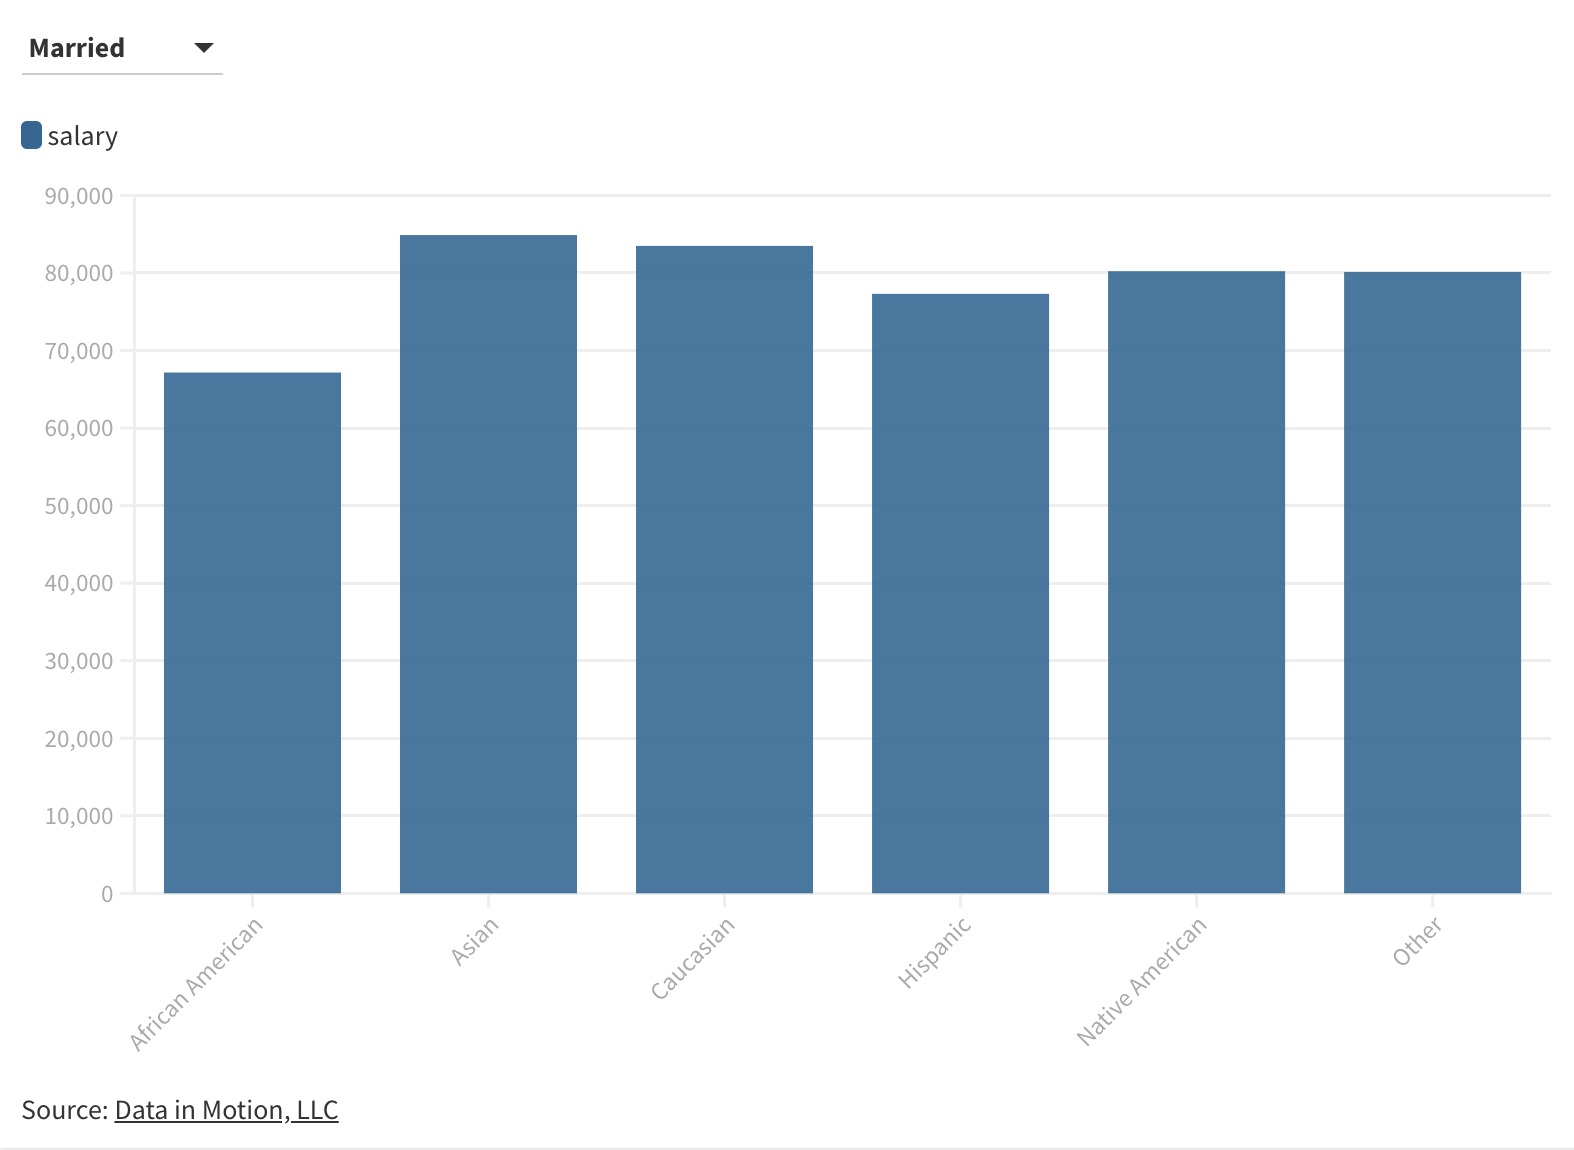 Married
salary
90,000
80,000
70,000
60,000
50,000
40,000
30,000
20,000
10,000
0
African American
Asian
Caucasian
Hispanic
Native American
Other
Source: Data in Motion, LLC